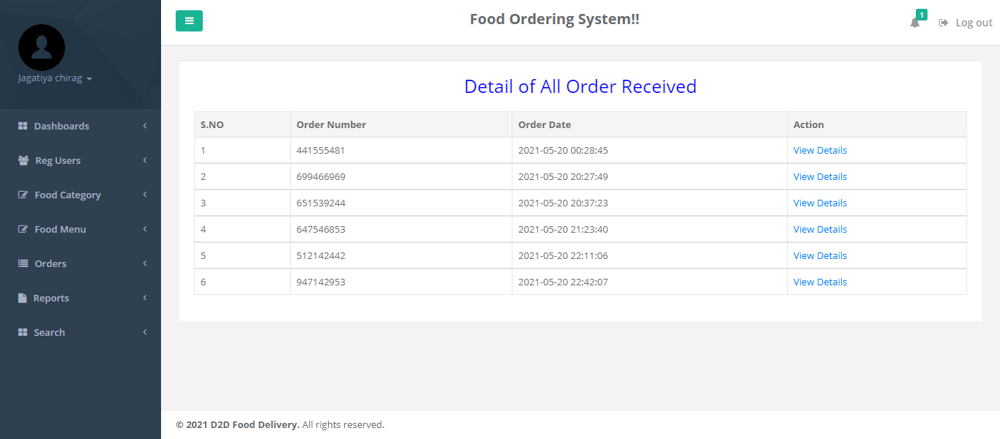 Food Ordering System!!
1
Log out
Jagatiya chirag
Dashboards
Reg Users
Food Category
Food Menu
Orders
Reports
Search
Detail of All Order Received
S.NO Order Number Order Date Action
1 441555481 2021-05-20 00:28:45 View Details
2 699466969 2021-05-20 20:27:49 View Details
3 651539244 2021-05-20 20:37:23 View Details
4 647546853 2021-05-20 21:23:40 View Details
5 512142442 2021-05-20 22:11:06 View Details
6 947142953 2021-05-20 22:42:07 View Details
© 2021 D2D Food Delivery. All rights reserved.